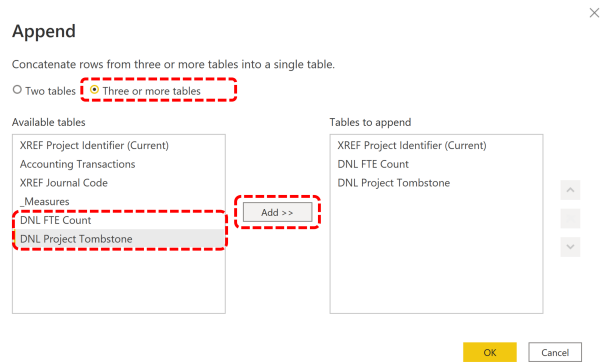 Append
Concatenate rows from three or more tables into a single table.
Two tables Three or more tables
Available tables
XREF Project Identifier (Current)
Accounting Transactions
XREF Journal Code
_Measures
DNL FTE Count
DNL Project Tombstone
Add >>
Tables to append
XREF Project Identifier (Current)
DNL FTE Count
DNL Project Tombstone
OK Cancel